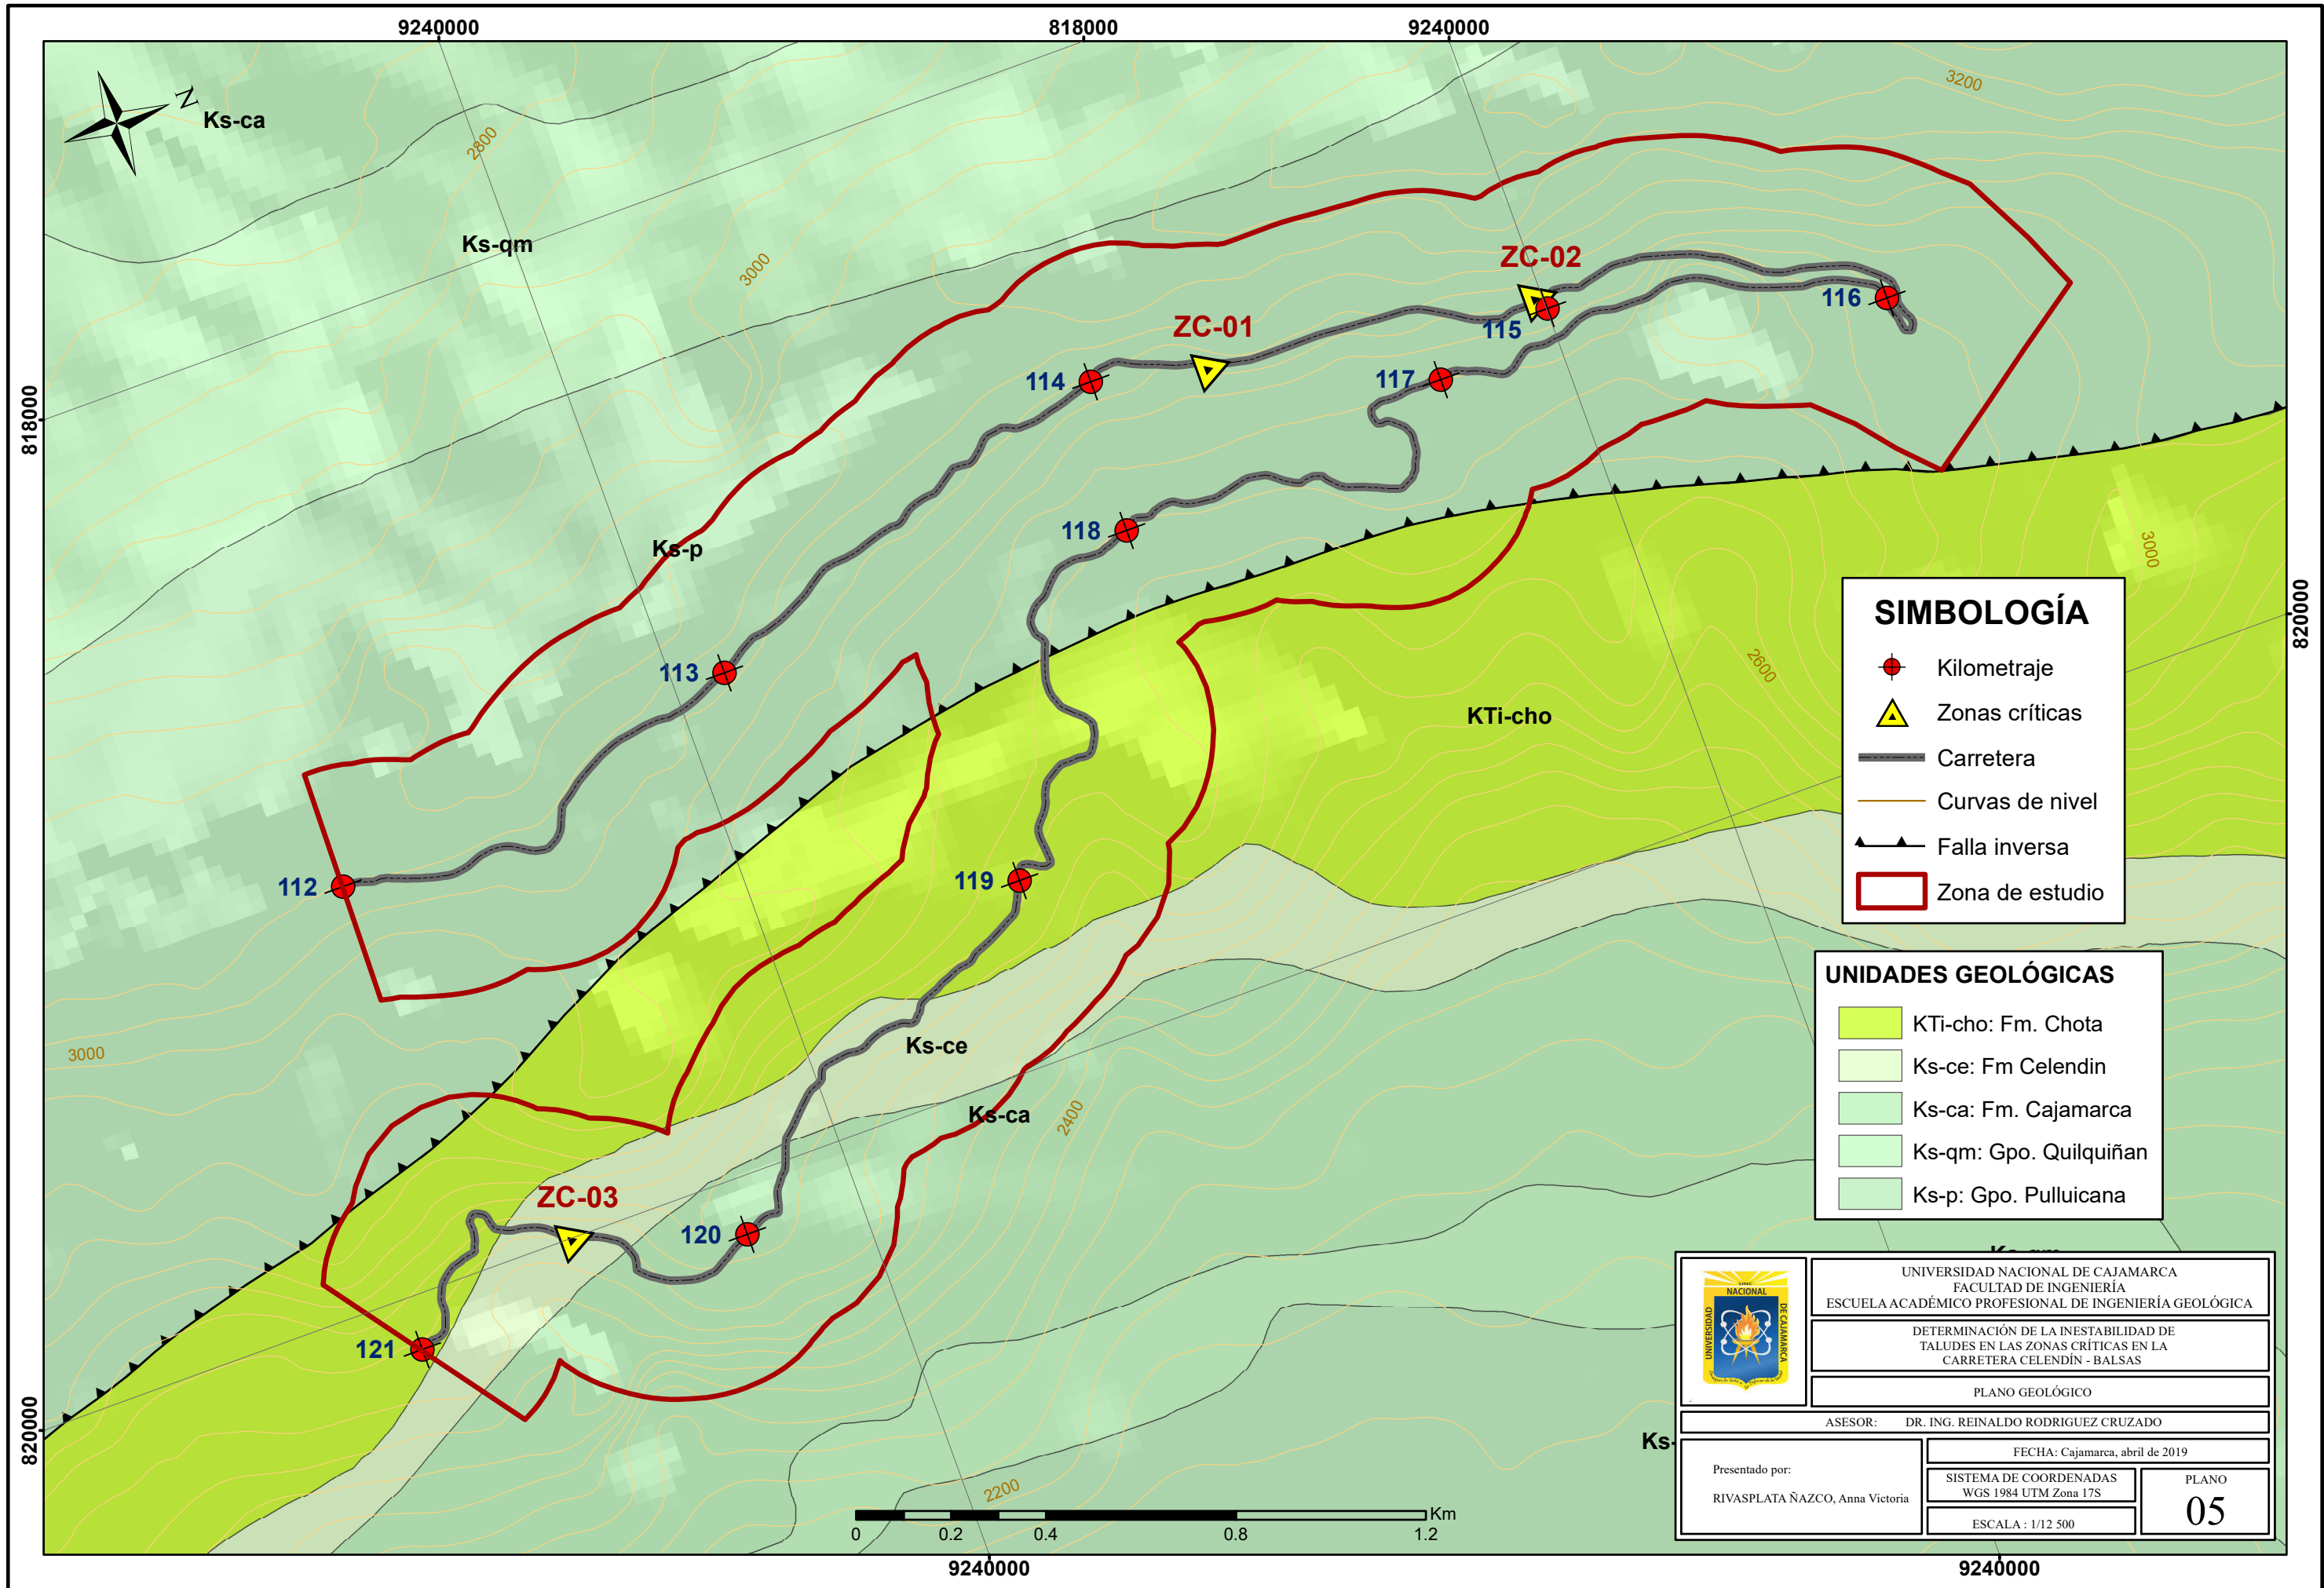 9240000
818000
9240000
N
Ks-ca
2800
3200
Ks-qm
3000
ZC-02
116
115
ZC-01
114
117
818000
118
Ks-p
3000
113
820000
SIMBOLOGÍA
Kilometraje
Zonas críticas
Carretera
Curvas de nivel
Falla inversa
Zona de estudio
2600
KTi-cho
112
119
UNIDADES GEOLÓGICAS
KTi-cho: Fm. Chota
Ks-ce: Fm Celendin
Ks-ca: Fm. Cajamarca
Ks-qm: Gpo. Quilquiñan
Ks-p: Gpo. Pulluicana
3000
Ks-ce
Ks-ca
2400
ZC-03
120
121
820000
2200
Ks-
0
0.2
0.4
0.8
1.2
Km
NACIONAL
UNIVERSIDAD
DE CAJAMARCA
UNIVERSIDAD NACIONAL DE CAJAMARCA
FACULTAD DE INGENIERÍA
ESCUELA ACADÉMICO PROFESIONAL DE INGENIERÍA GEOLÓGICA
DETERMINACIÓN DE LA INESTABILIDAD DE
TALUDES EN LAS ZONAS CRÍTICAS EN LA
CARRETERA CELENDÍN - BALSAS
PLANO GEOLÓGICO
ASESOR: DR. ING. REINALDO RODRIGUEZ CRUZADO
Presentado por:
RIVASPLATA ÑAZCO, Anna Victoria
FECHA: Cajamarca, abril de 2019
SISTEMA DE COORDENADAS
WGS 1984 UTM Zona 17S
ESCALA : 1/12 500
PLANO
05
9240000
9240000